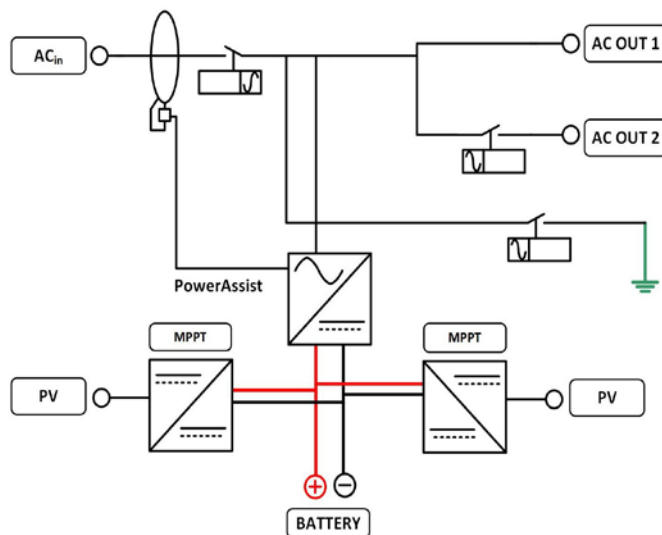 ACin
AC OUT 1
AC OUT 2
PowerAssist
MPPT
MPPT
PV
PV
+
−
BATTERY